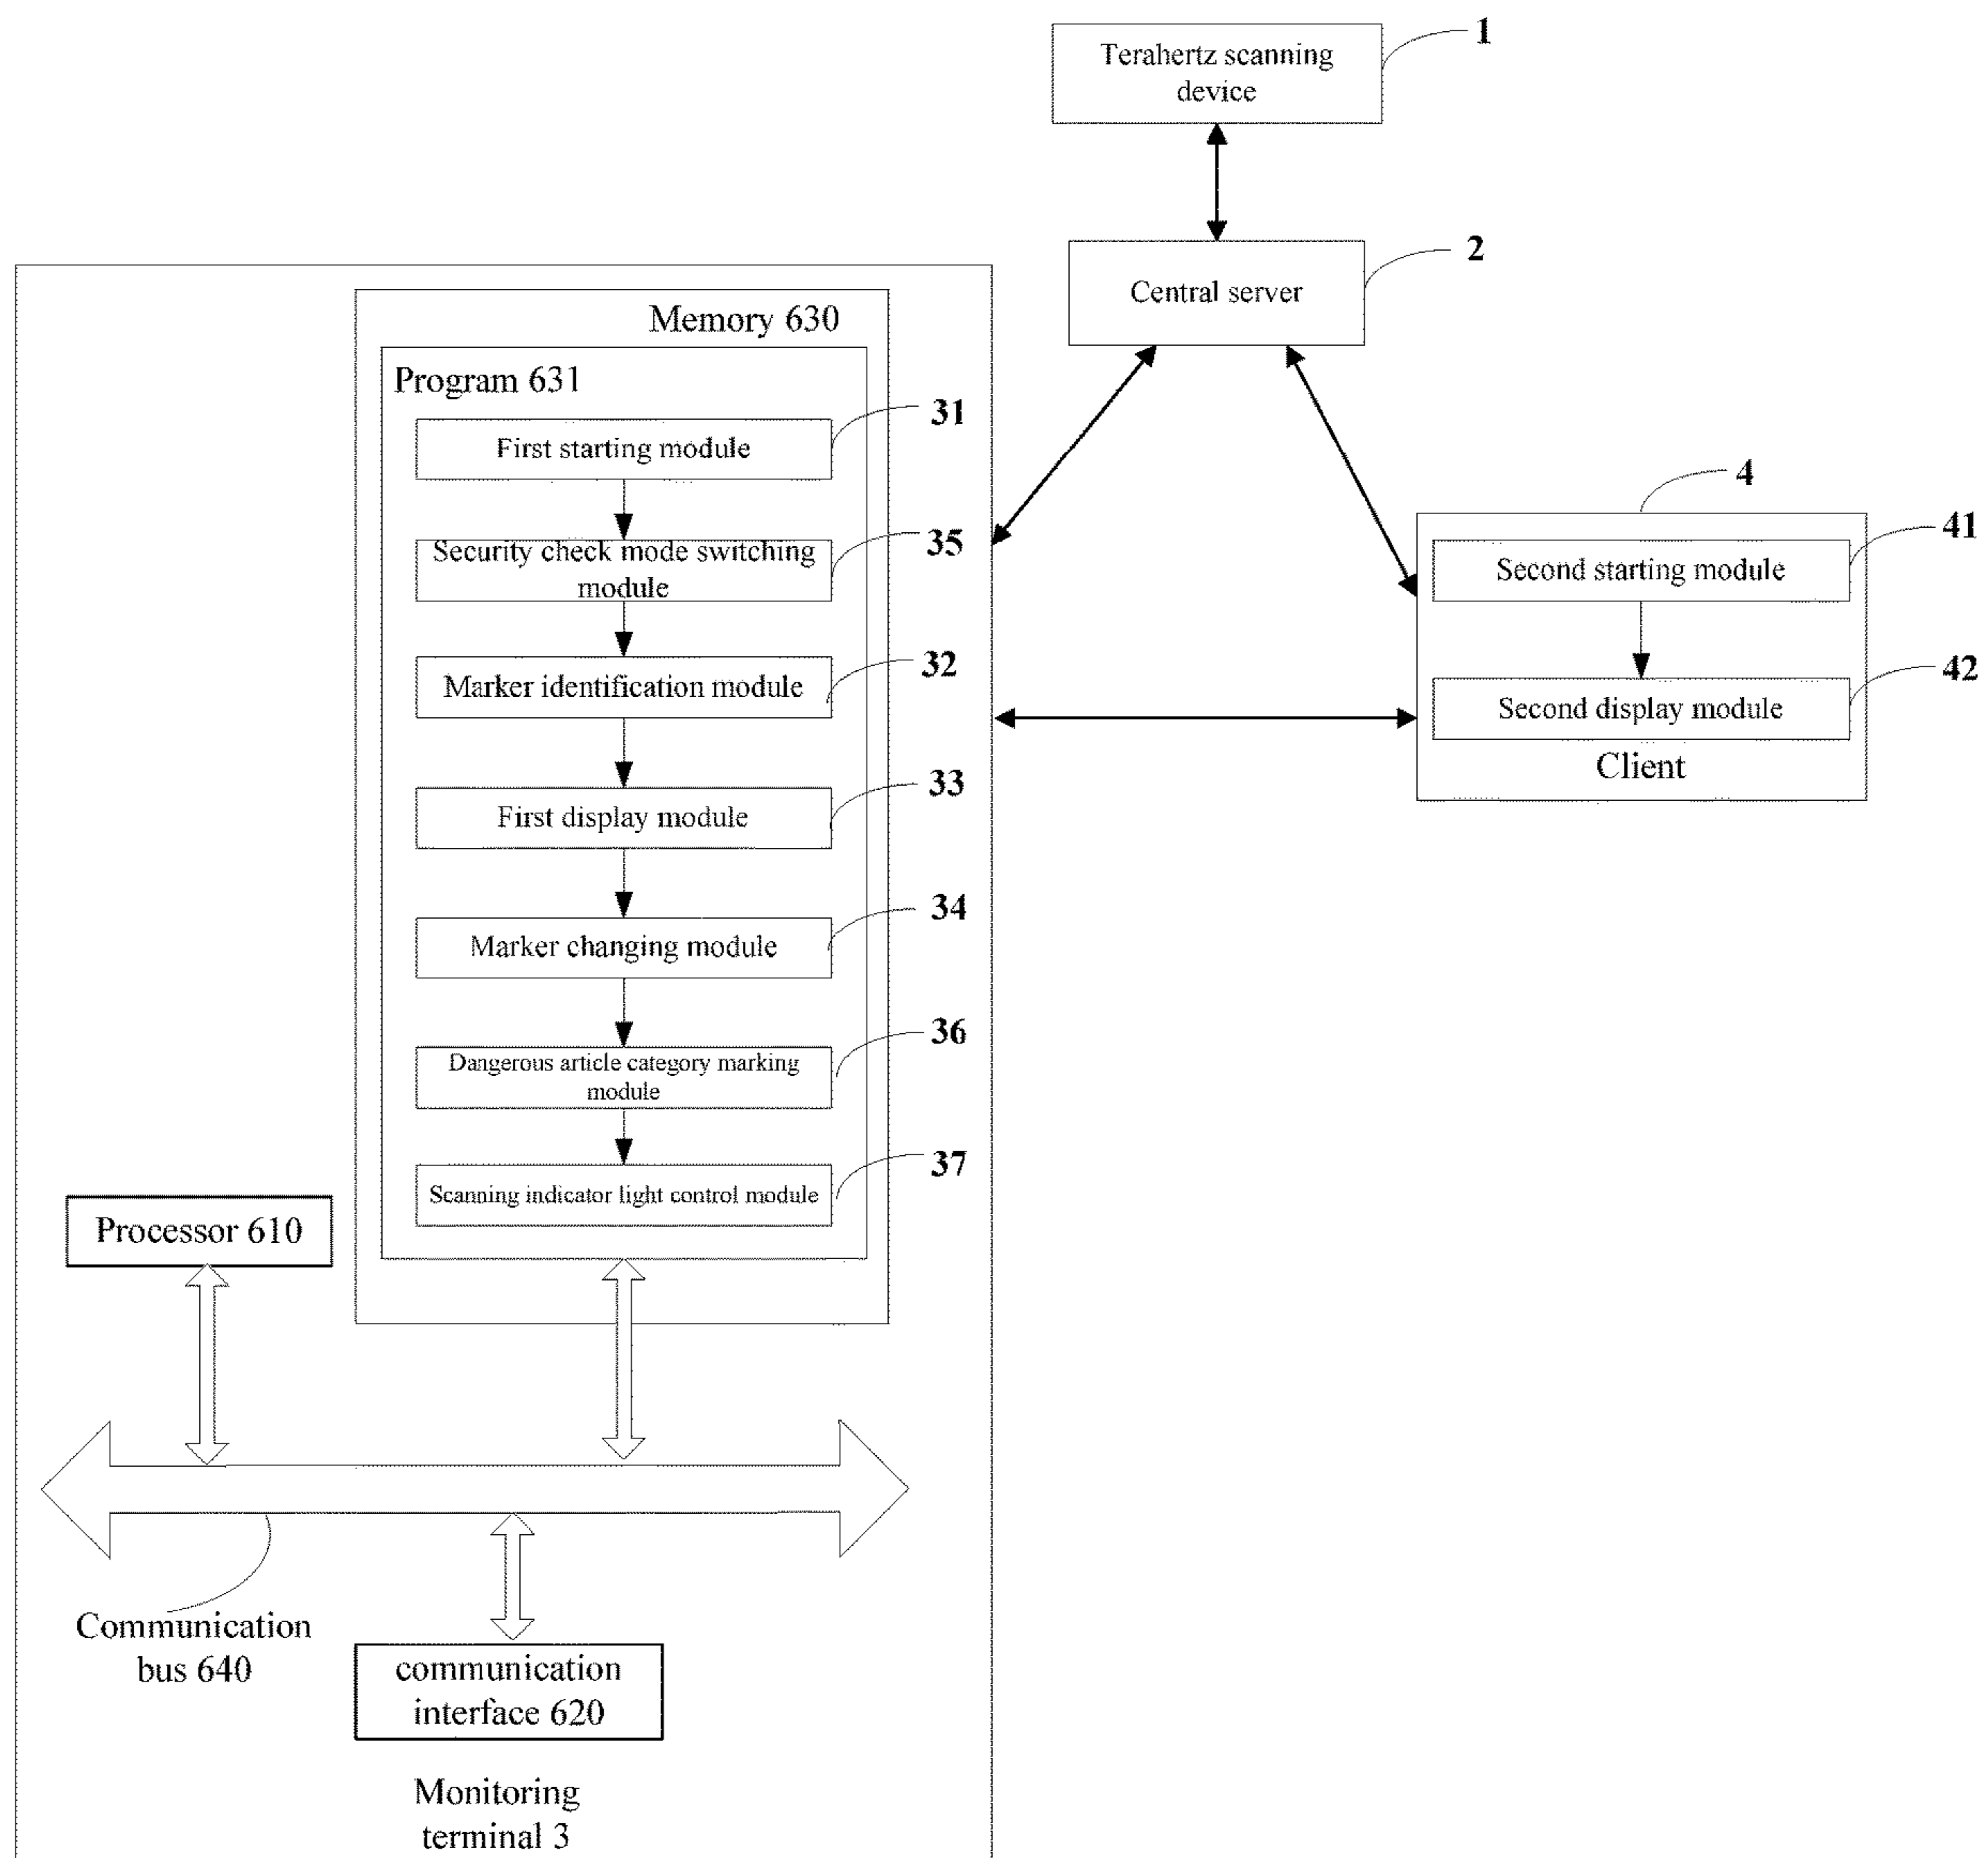 Terahertz scanning
device
1
Central server
2
Memory 630
Program 631
First starting module
31
Security check mode switching
module
35
Marker identification module
32
First display module
33
Marker changing module
34
Dangerous article category marking
module
36
Scanning indicator light control module
37
4
Second starting module
41
Second display module
42
Client
Processor 610
Communication
bus 640
communication
interface 620
Monitoring
terminal 3